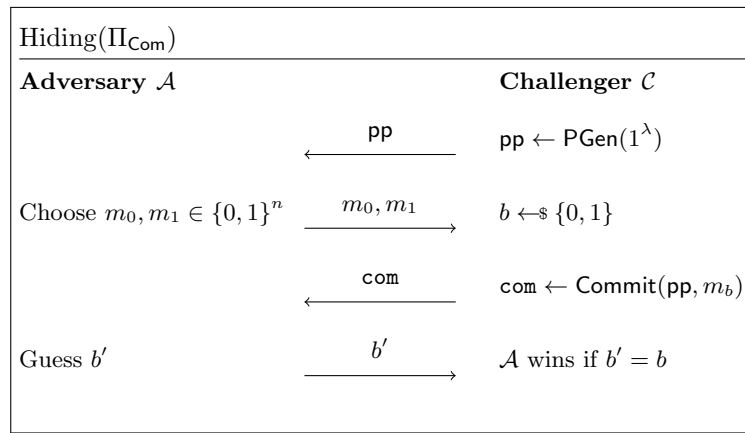 Hiding(Π_Com)
Adversary 𝒜 Challenger 𝒞
pp pp ← PGen(1^λ)
Choose m_0, m_1 ∈ {0, 1}^n m_0, m_1 b ←$ {0, 1}
com com ← Commit(pp, m_b)
Guess b′ b′ 𝒜 wins if b′ = b